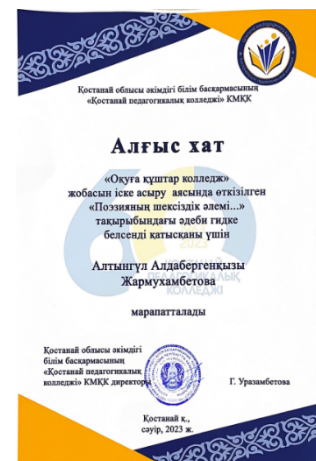 Қостанай облысы әкімдігі білім басқармасының
«Қостанай педагогикалық колледжі» КМҚК
Алғыс хат
«Оқуға құштар колледж»
жобасын іске асыру аясында өткізілген
«Поэзияның шексіздік әлемі...»
тақырыбындағы әдеби гидке
белсенді қатысқаны үшін
Алтынгүл Алдабергенқызы
Жармухамбетова
марапатталады
Қостанай облысы әкімдігі
білім басқармасының
«Қостанай педагогикалық
колледжі» КМҚК директоры
Г. Уразамбетова
Қостанай қ.,
сәуір, 2023 ж.